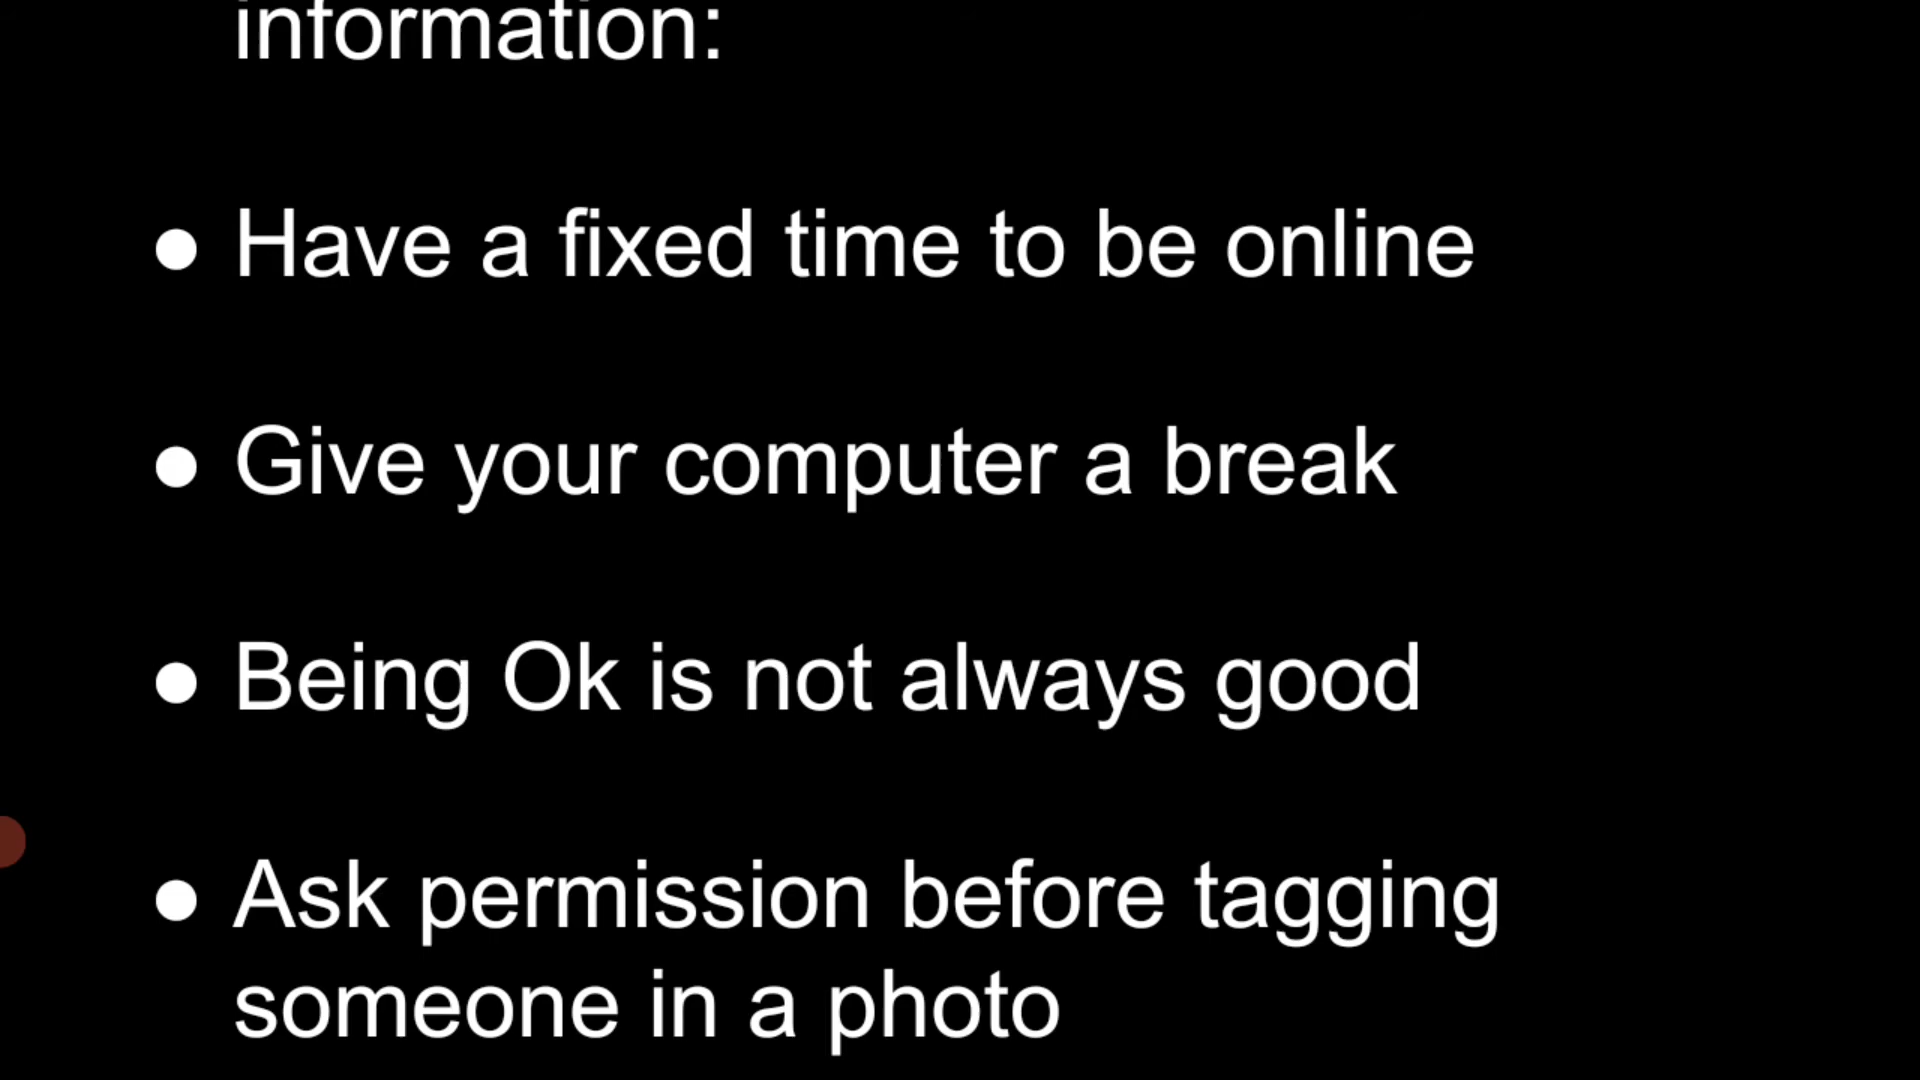 information:
● Have a fixed time to be online
● Give your computer a break
● Being Ok is not always good
● Ask permission before tagging
someone in a photo